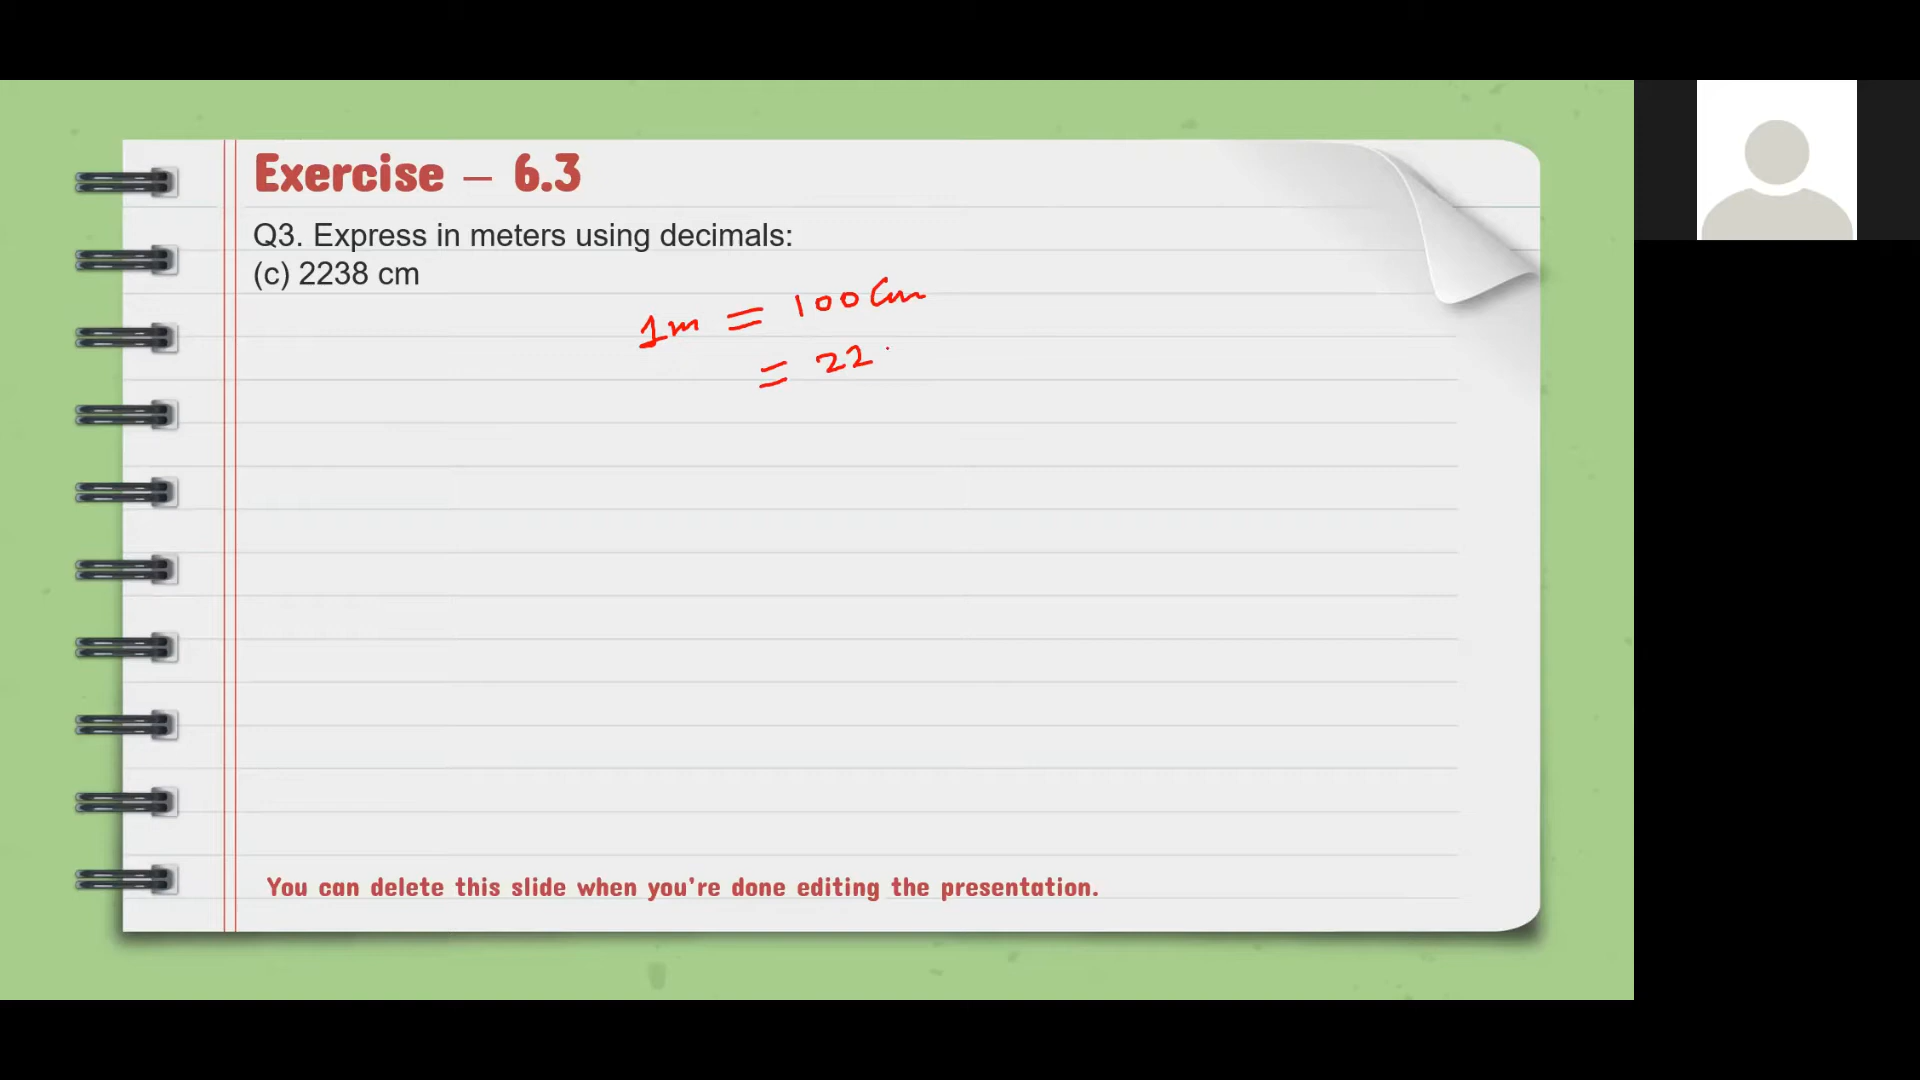 Exercise – 6.3
Q3. Express in meters using decimals:
(c) 2238 cm
1m = 100 Cm
= 22.
You can delete this slide when you're done editing the presentation.